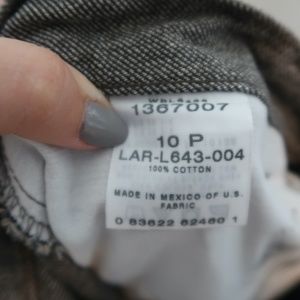 1367007
10 P
LAR-L643-004
100% COTTON
MADE IN MEXICO OF U.S.
FABRIC
0 83622 82460 1